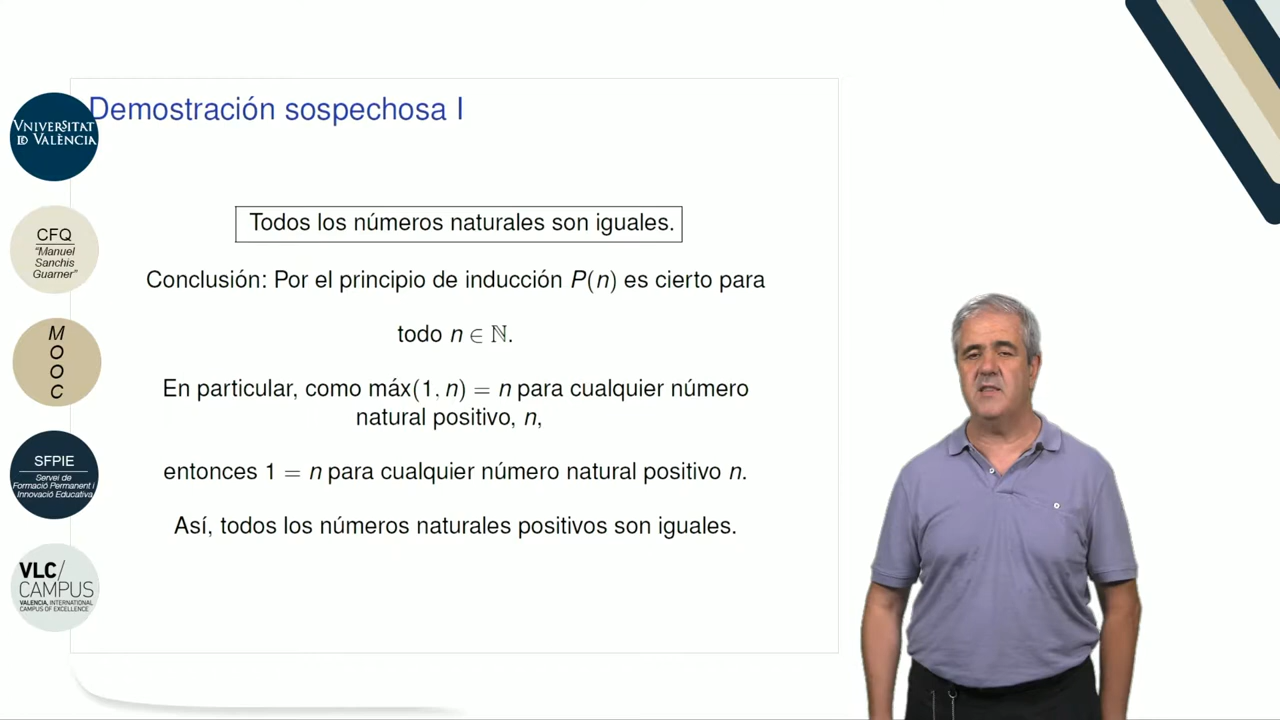 Demostración sospechosa I
VNIVERSITAT
ID VALÈNCIA
Todos los números naturales son iguales.
CFQ
"Manuel
Sanchis
Guarner"
Conclusión: Por el principio de inducción P(n) es cierto para
todo n ∈ ℕ.
M
O
O
C
En particular, como máx(1, n) = n para cualquier número
natural positivo, n,
entonces 1 = n para cualquier número natural positivo n.
SFPIE
Servei de
Formació Permanent i
Innovació Educativa
Así, todos los números naturales positivos son iguales.
VLC/
CAMPUS
VALENCIA, INTERNATIONAL
CAMPUS OF EXCELLENCE